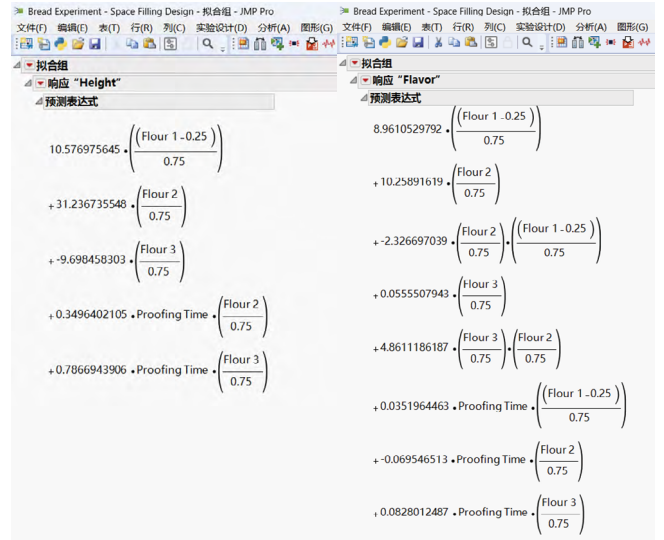 Bread Experiment - Space Filling Design - 拟合组 - JMP Pro
文件(F) 编辑(E) 表(T) 行(R) 列(C) 实验设计(D) 分析(A) 图形(G)
拟合组
响应 “Height”
预测表达式
10.576975645 • ((Flour 1 - 0.25) / 0.75)
+ 31.236735548 • (Flour 2 / 0.75)
+ -9.698458303 • (Flour 3 / 0.75)
+ 0.3496402105 • Proofing Time • (Flour 2 / 0.75)
+ 0.7866943906 • Proofing Time • (Flour 3 / 0.75)
Bread Experiment - Space Filling Design - 拟合组 - JMP Pro
文件(F) 编辑(E) 表(T) 行(R) 列(C) 实验设计(D) 分析(A) 图形(G)
拟合组
响应 “Flavor”
预测表达式
8.9610529792 • ((Flour 1 - 0.25) / 0.75)
+ 10.25891619 • (Flour 2 / 0.75)
+ -2.326697039 • (Flour 2 / 0.75) • ((Flour 1 - 0.25) / 0.75)
+ 0.0555507943 • (Flour 3 / 0.75)
+ 4.8611186187 • (Flour 3 / 0.75) • (Flour 2 / 0.75)
+ 0.0351964463 • Proofing Time • ((Flour 1 - 0.25) / 0.75)
+ -0.069546513 • Proofing Time • (Flour 2 / 0.75)
+ 0.0828012487 • Proofing Time • (Flour 3 / 0.75)